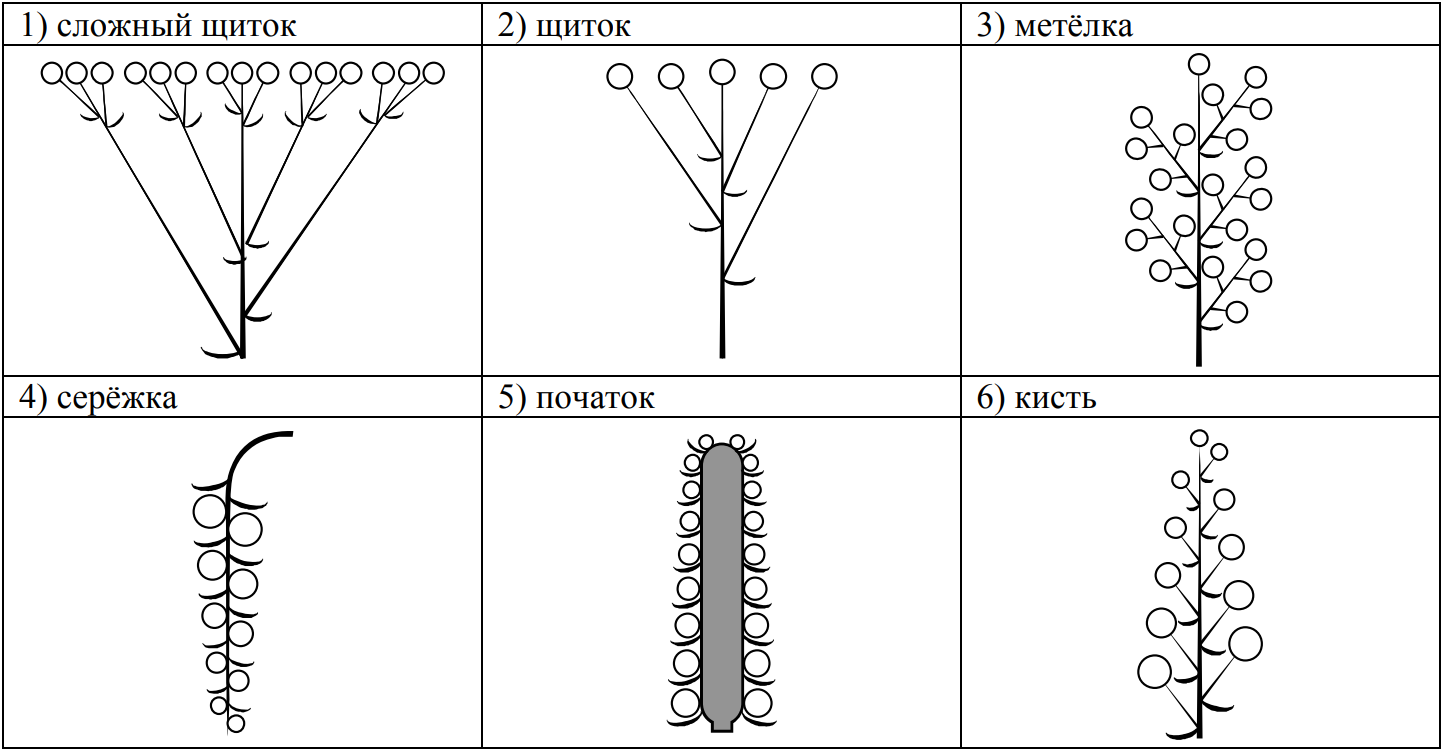 1) сложный щиток
2) щиток
3) метёлка
4) серёжка
5) початок
6) кисть